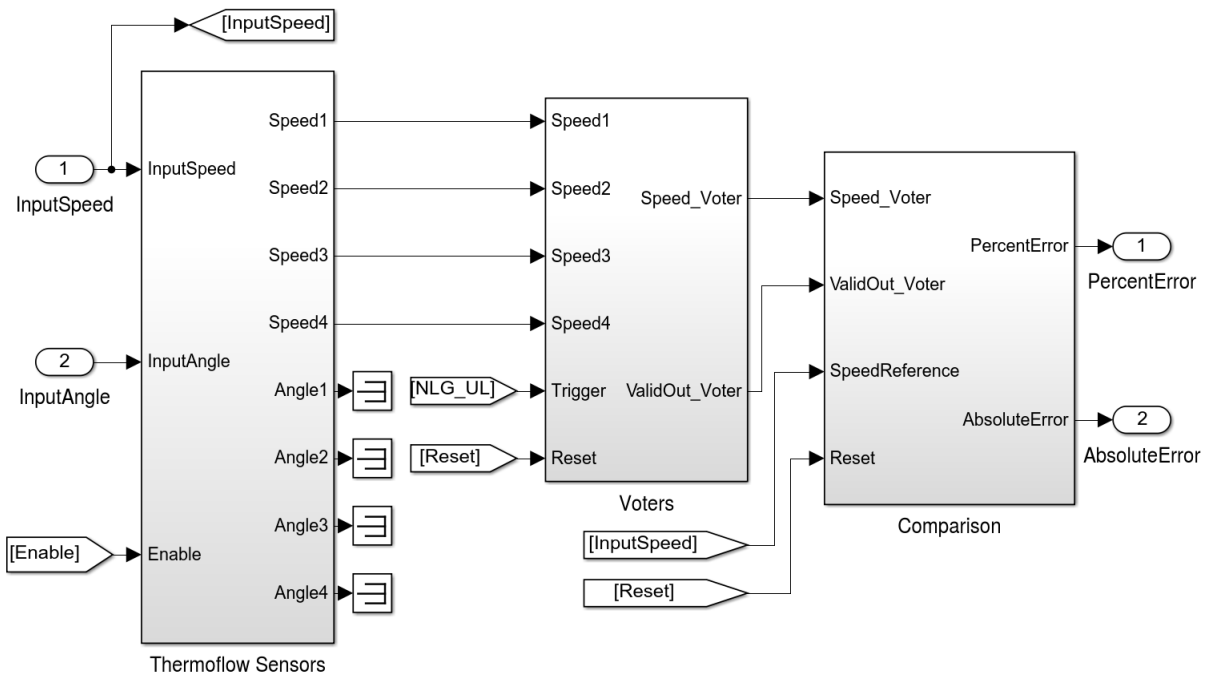 [InputSpeed]
1
InputSpeed
2
InputAngle
[Enable]
InputSpeed
InputAngle
Enable
Speed1
Speed2
Speed3
Speed4
Angle1
Angle2
Angle3
Angle4
Thermoflow Sensors
[NLG_UL]
[Reset]
Speed1
Speed2
Speed3
Speed4
Trigger
Reset
Speed_Voter
ValidOut_Voter
Voters
[InputSpeed]
[Reset]
Speed_Voter
ValidOut_Voter
SpeedReference
Reset
PercentError
AbsoluteError
Comparison
1
PercentError
2
AbsoluteError